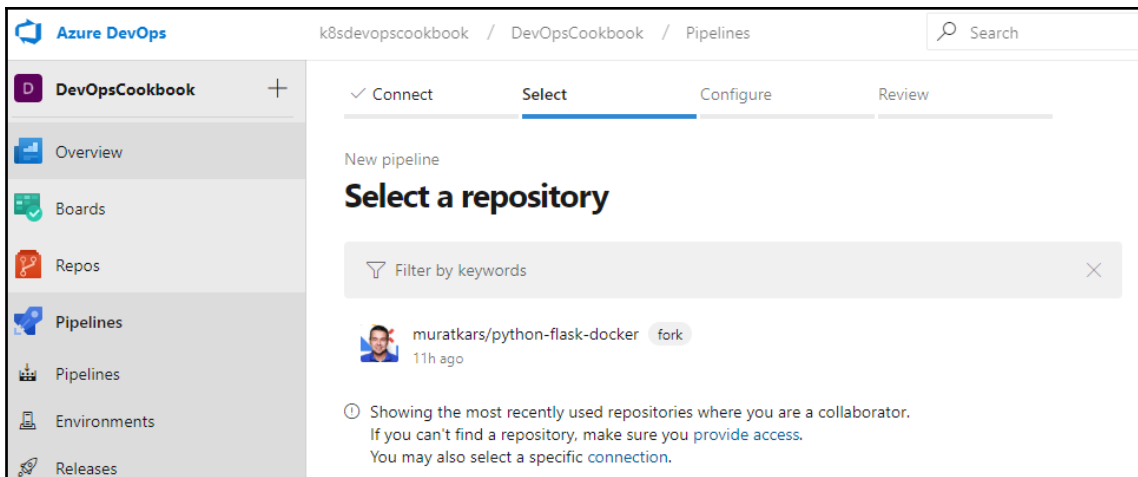 Azure DevOps
k8sdevopscookbook / DevOpsCookbook / Pipelines
Search
D DevOpsCookbook
Overview
Boards
Repos
Pipelines
Pipelines
Environments
Releases
Connect Select Configure Review
New pipeline
Select a repository
Filter by keywords
muratkars/python-flask-docker fork
11h ago
Showing the most recently used repositories where you are a collaborator.
If you can't find a repository, make sure you provide access.
You may also select a specific connection.